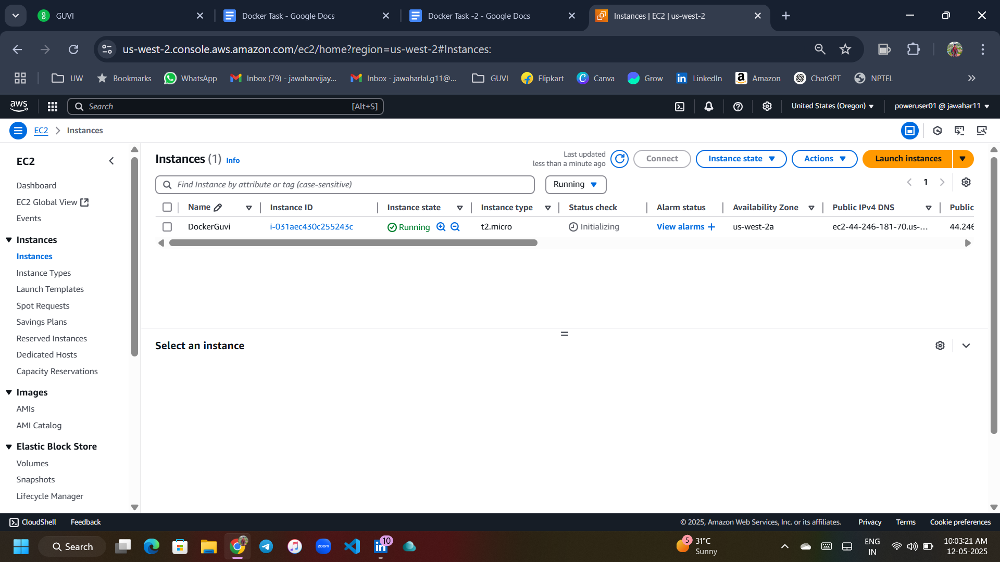 GUVI
Docker Task - Google Docs
Docker Task -2 - Google Docs
Instances | EC2 | us-west-2
us-west-2.console.aws.amazon.com/ec2/home?region=us-west-2#Instances:
UW
Bookmarks
WhatsApp
Inbox (79) - jawaharvijay...
Inbox - jawaharlal.g11@...
GUVI
Flipkart
Canva
Grow
LinkedIn
Amazon
ChatGPT
NPTEL
aws
Search
[Alt+S]
United States (Oregon)
poweruser01 @ jawahar11
EC2
Instances
EC2
Dashboard
EC2 Global View
Events
Instances
Instances
Instance Types
Launch Templates
Spot Requests
Savings Plans
Reserved Instances
Dedicated Hosts
Capacity Reservations
Images
AMIs
AMI Catalog
Elastic Block Store
Volumes
Snapshots
Lifecycle Manager
Instances (1) Info
Last updated
less than a minute ago
Connect
Instance state
Actions
Launch instances
Find Instance by attribute or tag (case-sensitive)
Running
1
Name
Instance ID
Instance state
Instance type
Status check
Alarm status
Availability Zone
Public IPv4 DNS
Public
DockerGuvi
i-031aec430c255243c
Running
t2.micro
Initializing
View alarms +
us-west-2a
ec2-44-246-181-70.us-...
44.246
Select an instance
CloudShell
Feedback
© 2025, Amazon Web Services, Inc. or its affiliates.
Privacy
Terms
Cookie preferences
Search
zoom
in
10
5
31°C
Sunny
ENG
IN
10:03:21 AM
12-05-2025